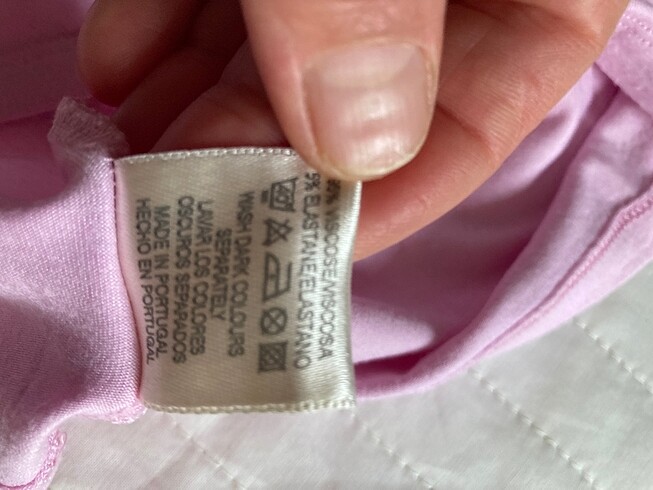 95% VISCOSE/VISCOSA
5% ELASTANE/ELASTANO
WASH DARK COLOURS
SEPARATELY
LAVAR LOS COLORES
OSCUROS SEPARADOS
MADE IN PORTUGAL
HECHO EN PORTUGAL